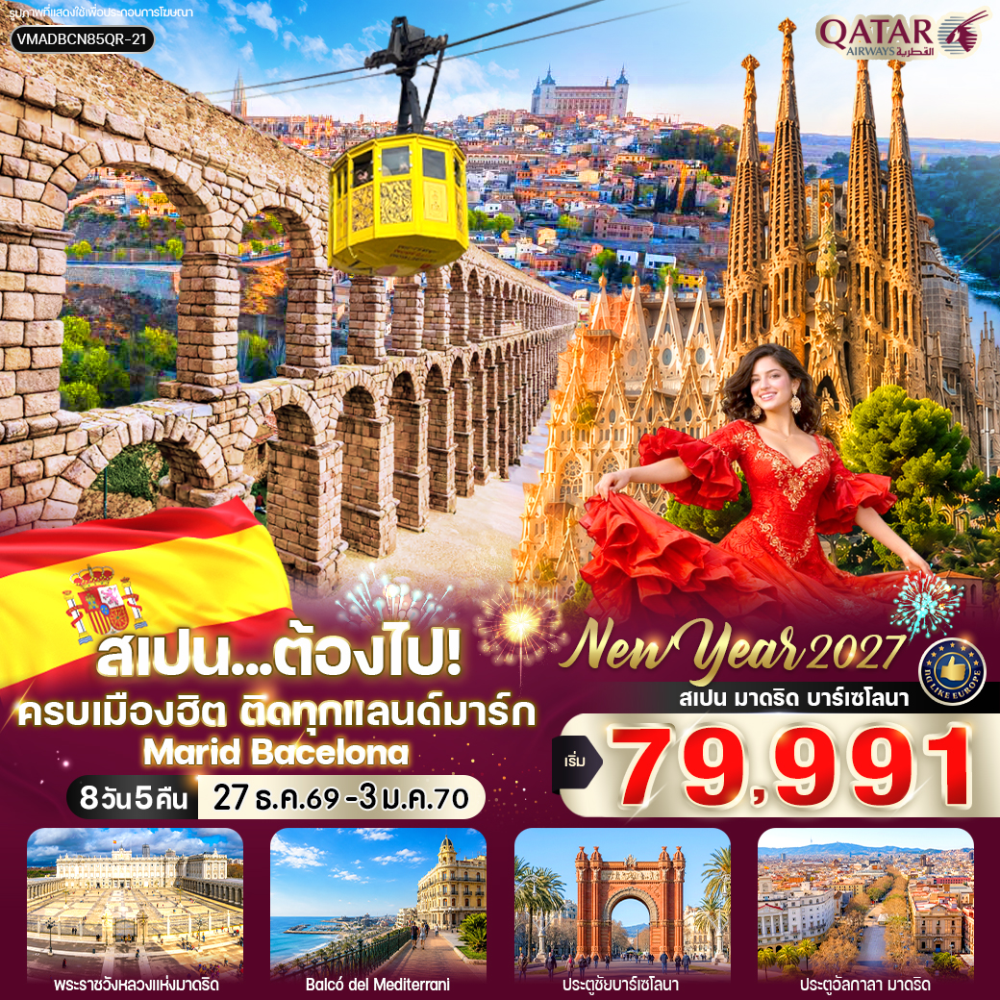 รูปภาพที่แสดงใช้เพื่อประกอบการโฆษณา
VMADBCN85QR-21
QATAR
AIRWAYS القطرية
สเปน...ต้องไป!
ครบเมืองฮิต ติดทุกแลนด์มาร์ก
Marid Bacelona
8 วัน 5 คืน
27 ธ.ค.69 - 3 ม.ค.70
New Year 2027
สเปน มาดริด บาร์เซโลนา
LIKE EUROPE
เริ่ม
79,991
พระราชวังหลวงแห่งมาดริด
Balcó del Mediterrani
ประตูชัยบาร์เซโลนา
ประตูอัลกาลา มาดริด